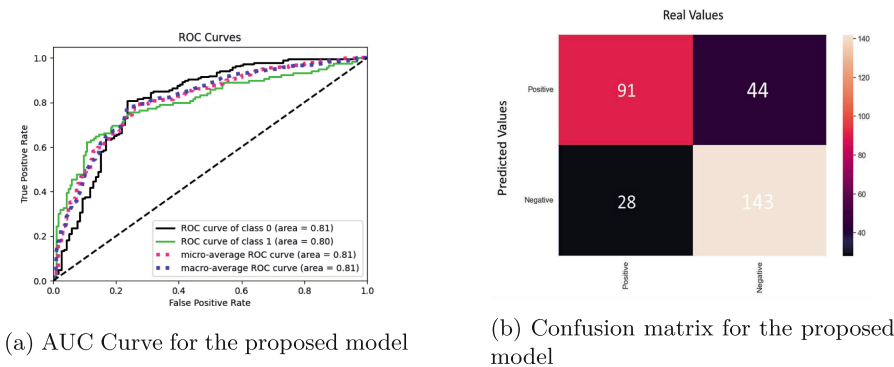 ROC Curves
True Positive Rate
1.0
0.8
0.6
0.4
0.2
0.0
ROC curve of class 0 (area = 0.81)
ROC curve of class 1 (area = 0.80)
micro-average ROC curve (area = 0.81)
macro-average ROC curve (area = 0.81)
0.0 0.2 0.4 0.6 0.8 1.0
False Positive Rate
(a) AUC Curve for the proposed model
Real Values
Predicted Values
Positive
91 44
Negative
28 143
Positive Negative
140
120
100
80
60
40
(b) Confusion matrix for the proposed
model